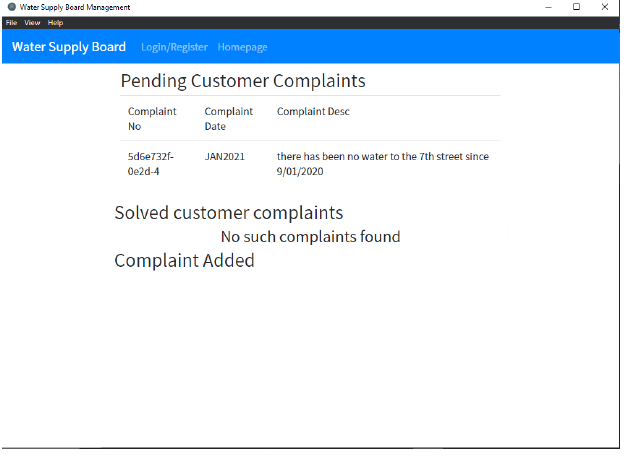 Water Supply Board Management
File View Help
Water Supply Board Login/Register Homepage
Pending Customer Complaints
Complaint No Complaint Date Complaint Desc
5d6e732f-0e2d-4 JAN2021 there has been no water to the 7th street since 9/01/2020
Solved customer complaints
No such complaints found
Complaint Added